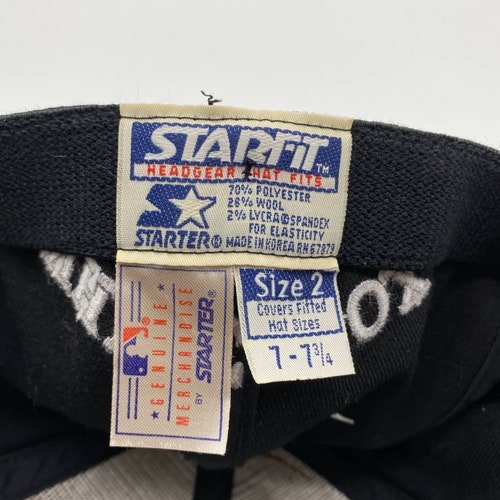 STARFiT™
HEADGEAR THAT FITS
70% POLYESTER
28% WOOL
2% LYCRA® SPANDEX
FOR ELASTICITY
STARTER® MADE IN KOREA RN 67879
Size 2
Covers Fitted
Hat Sizes
7-7 3/4
GENUINE
MERCHANDISE
BY STARTER®